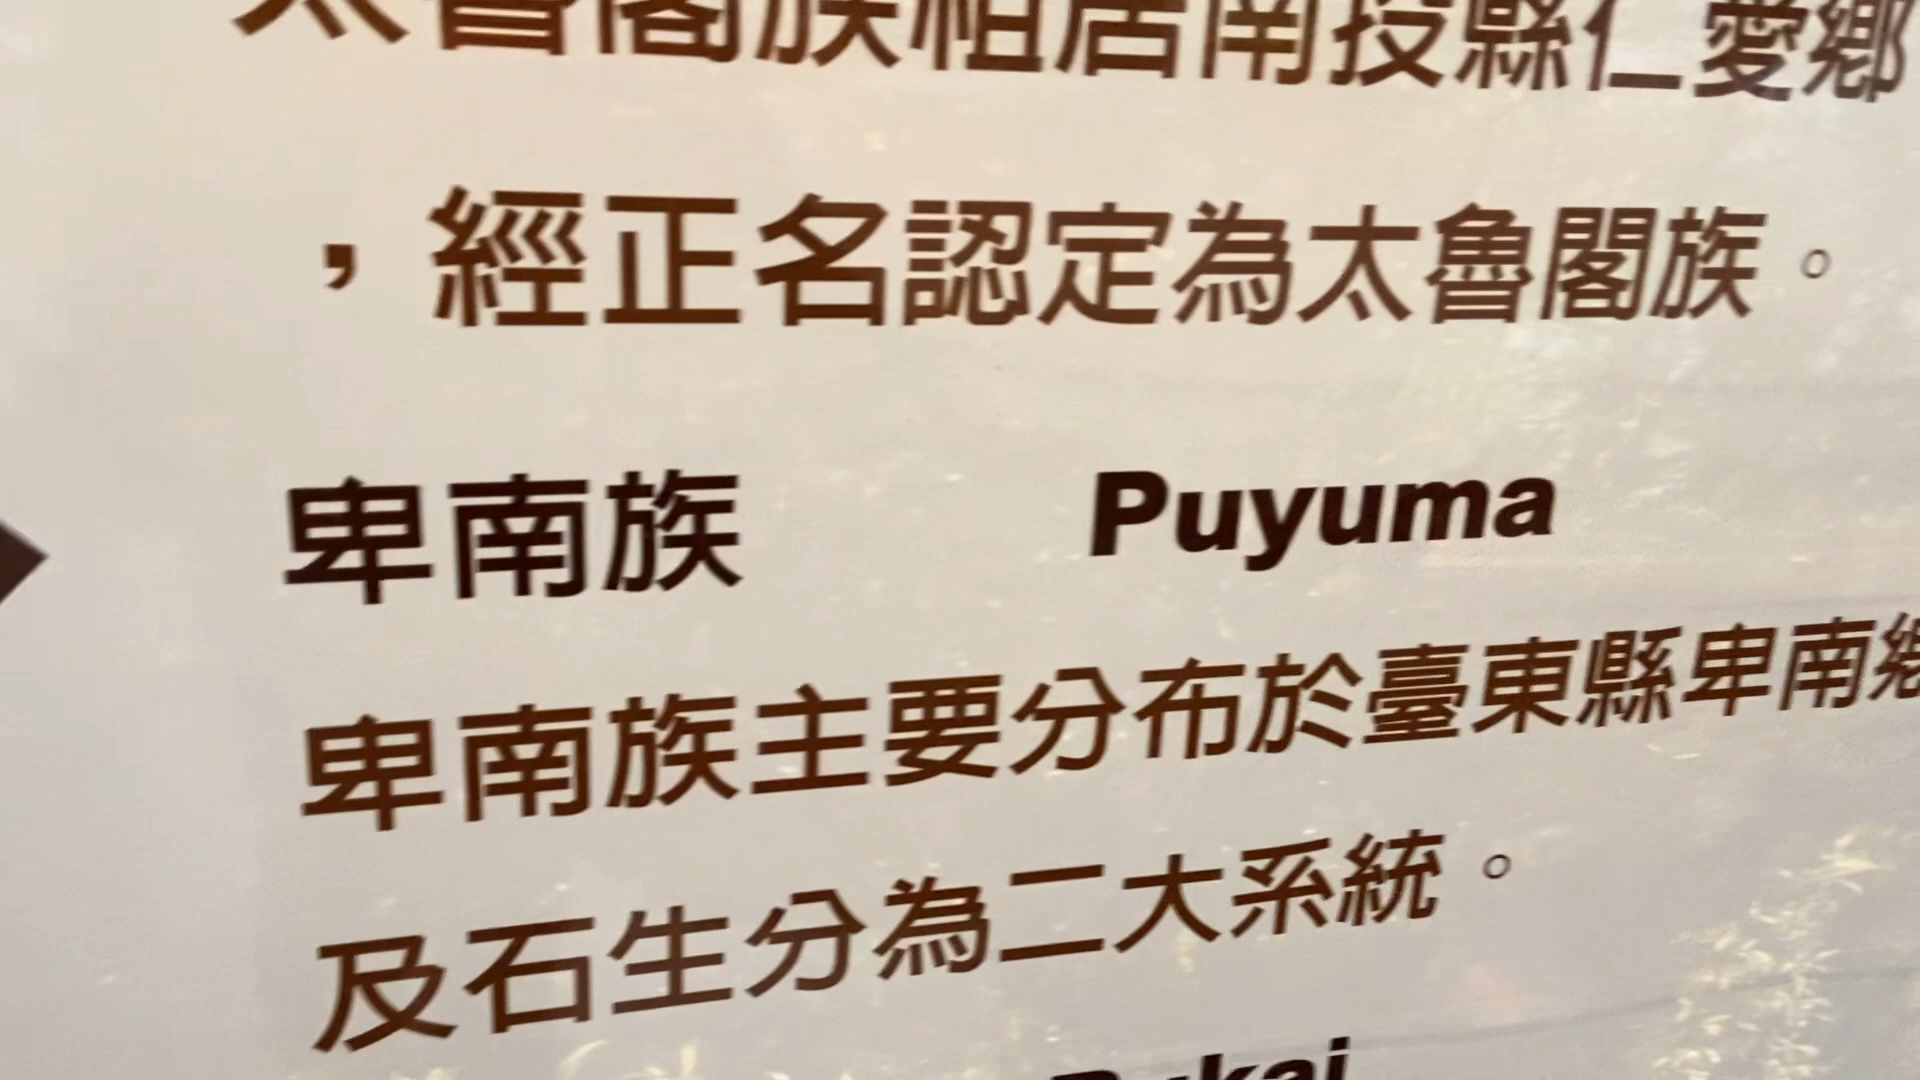 太魯閣族祖居南投縣仁愛鄉
，經正名認定為太魯閣族。
卑南族 Puyuma
卑南族主要分布於臺東縣卑南鄉
及石生分為二大系統。
Rukai